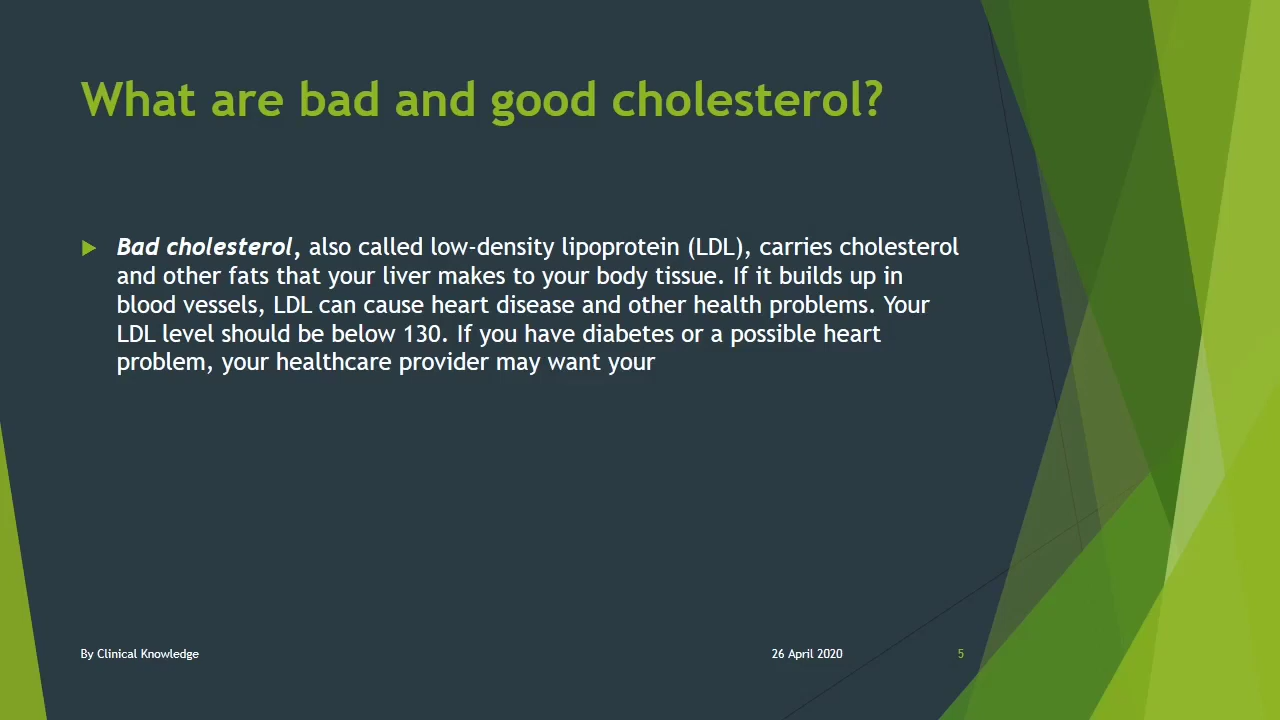 What are bad and good cholesterol?
Bad cholesterol, also called low-density lipoprotein (LDL), carries cholesterol
and other fats that your liver makes to your body tissue. If it builds up in
blood vessels, LDL can cause heart disease and other health problems. Your
LDL level should be below 130. If you have diabetes or a possible heart
problem, your healthcare provider may want your
By Clinical Knowledge
26 April 2020
5